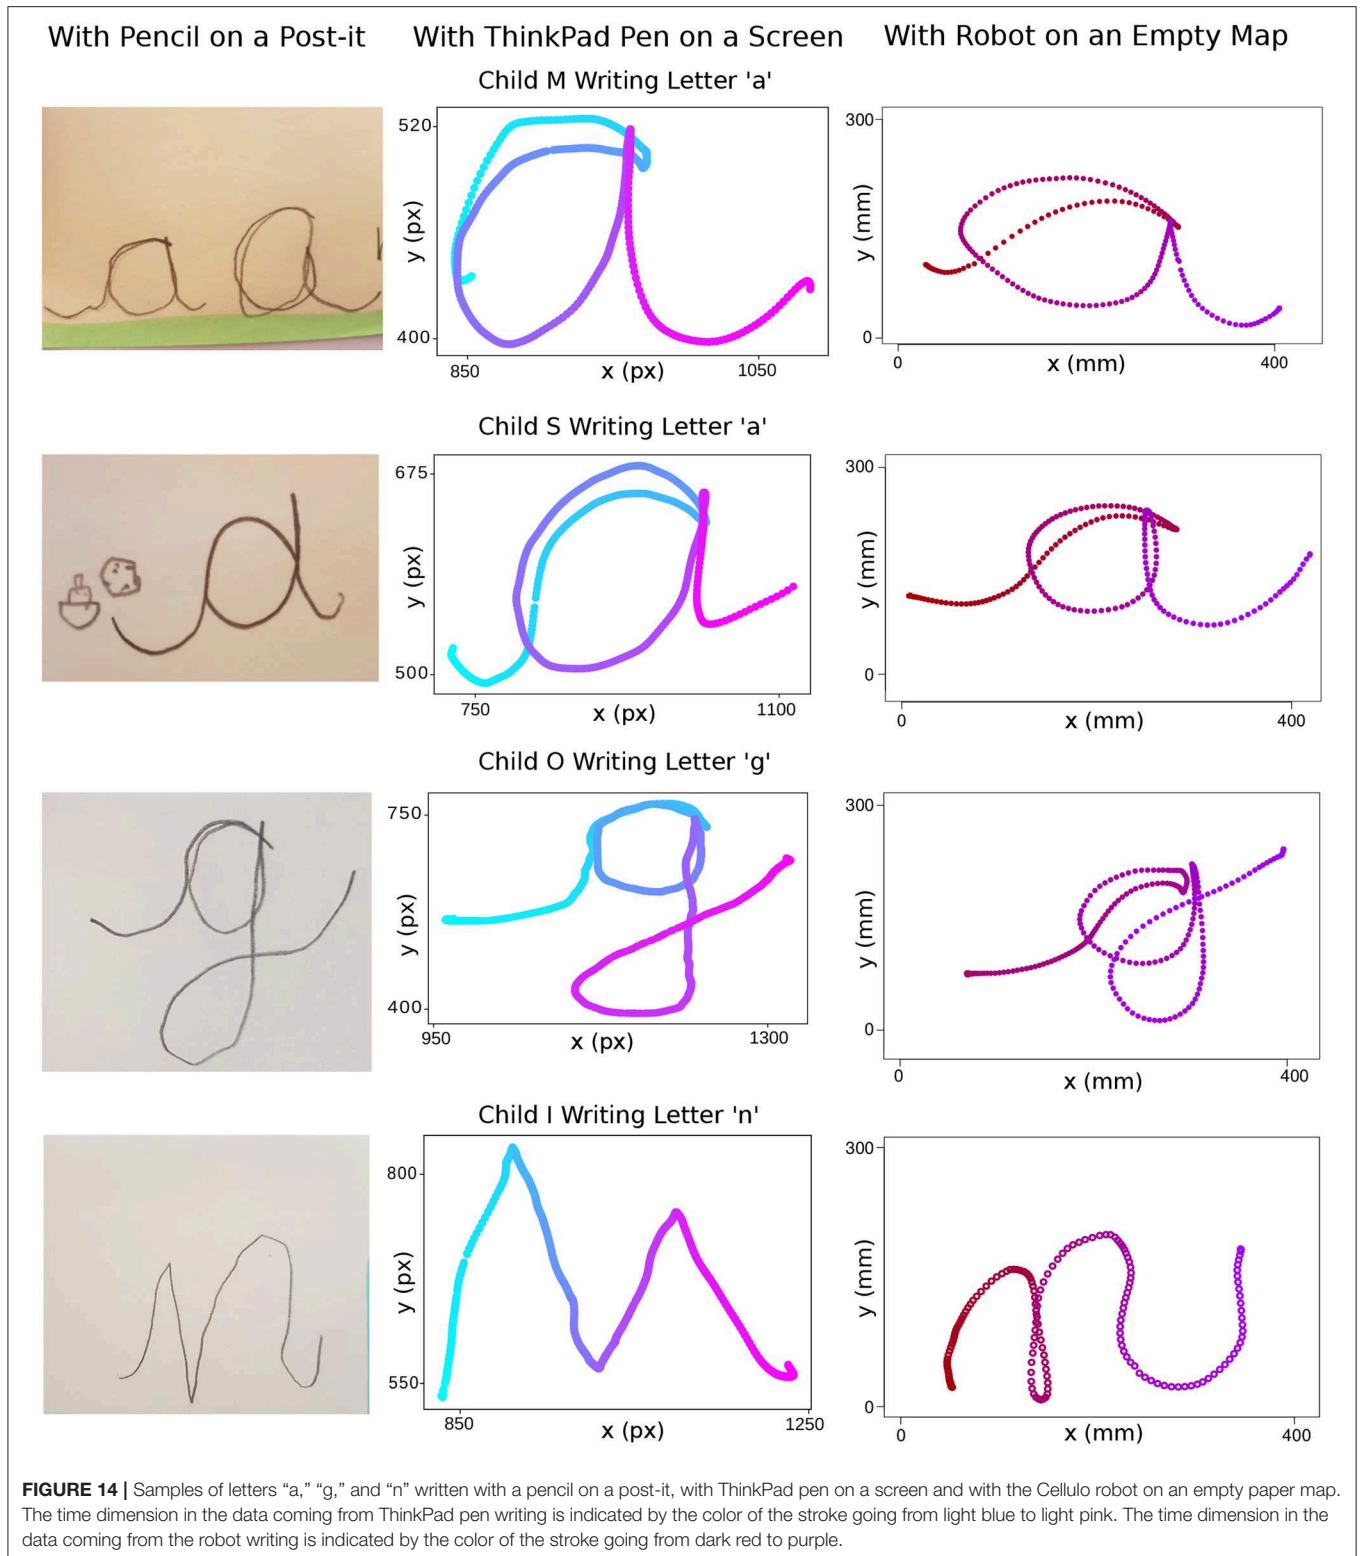 With Pencil on a Post-it With ThinkPad Pen on a Screen With Robot on an Empty Map
Child M Writing Letter 'a'
a a
520
400
y (px)
850 1050
x (px)
300
0
y (mm)
0 400
x (mm)
Child S Writing Letter 'a'
a
675
500
y (px)
750 1100
x (px)
300
0
y (mm)
0 400
x (mm)
Child O Writing Letter 'g'
g
750
400
y (px)
950 1300
x (px)
300
0
y (mm)
0 400
x (mm)
Child I Writing Letter 'n'
n
800
550
y (px)
850 1250
x (px)
300
0
y (mm)
0 400
x (mm)
FIGURE 14 | Samples of letters “a,” “g,” and “n” written with a pencil on a post-it, with ThinkPad pen on a screen and with the Cellulo robot on an empty paper map.
The time dimension in the data coming from ThinkPad pen writing is indicated by the color of the stroke going from light blue to light pink. The time dimension in the
data coming from the robot writing is indicated by the color of the stroke going from dark red to purple.